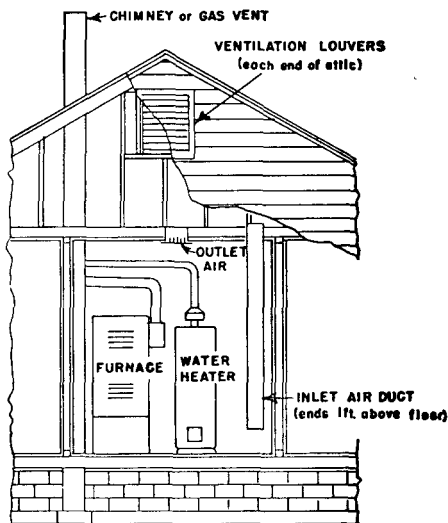 CHIMNEY or GAS VENT
VENTILATION LOUVERS
(each end of attic)
OUTLET
AIR
FURNAGE
WATER
HEATER
INLET AIR DUCT
(ends 1ft. above floor)